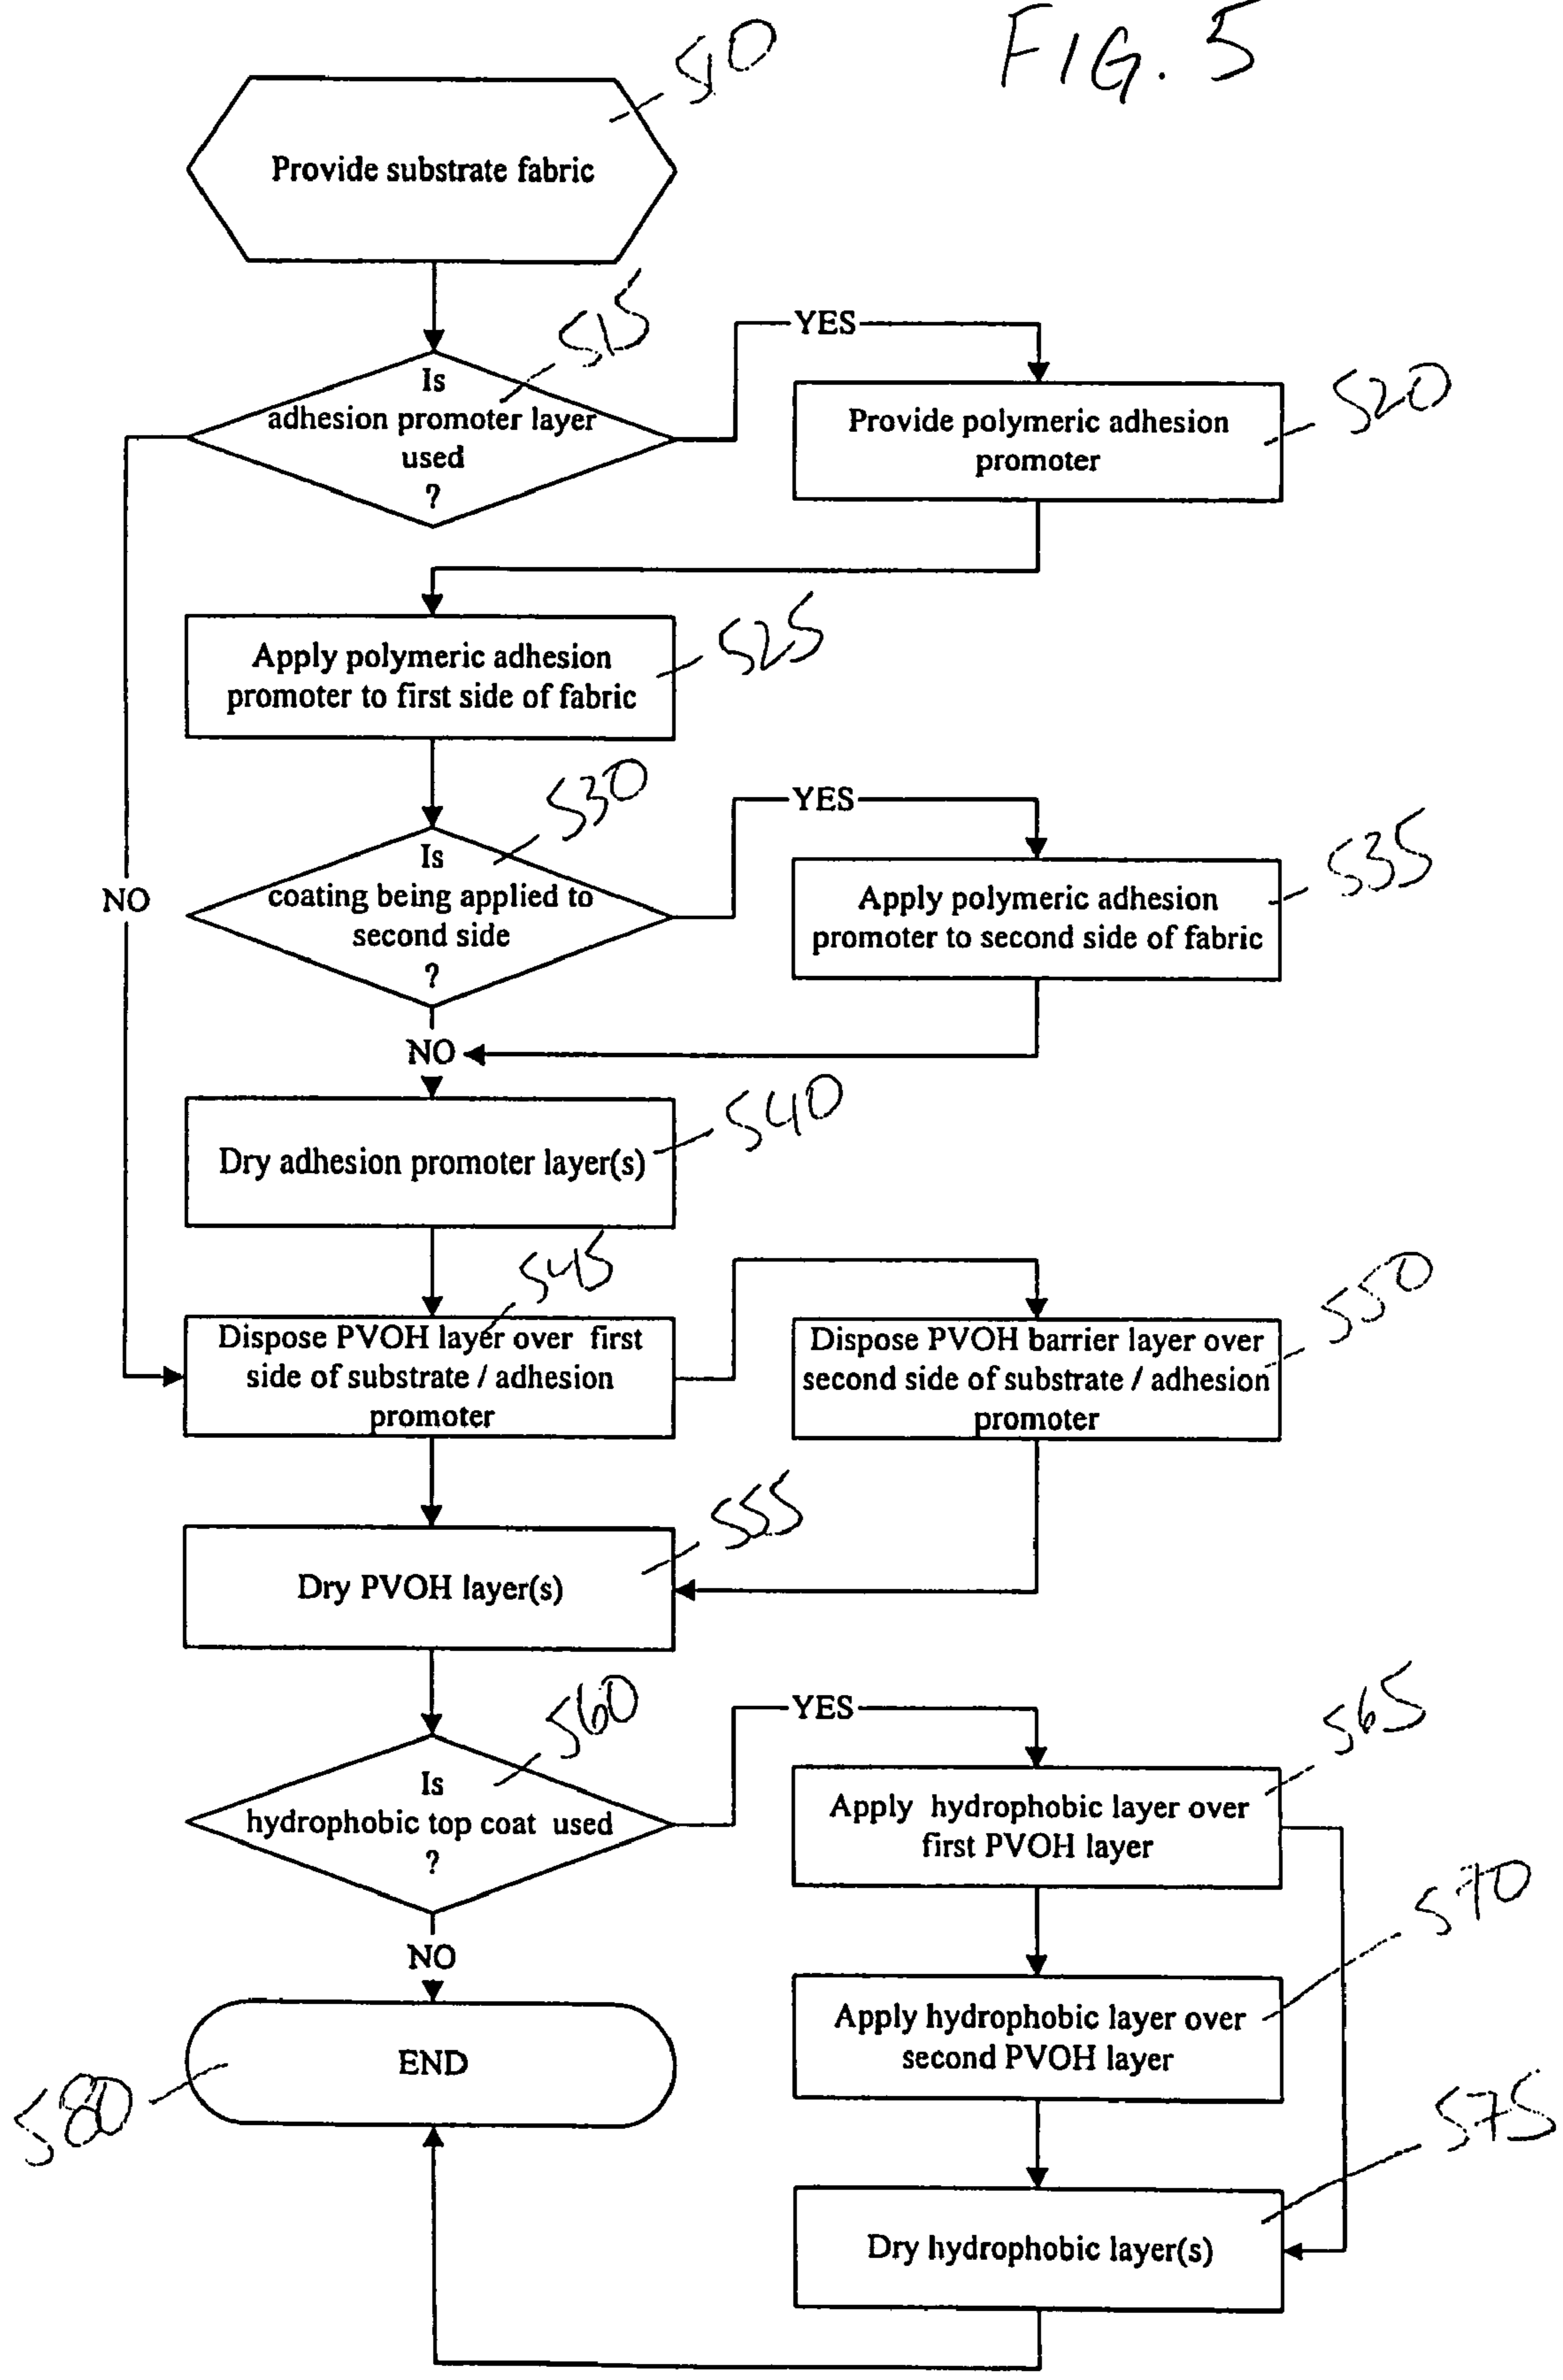 FIG. 5
510
Provide substrate fabric
515
Is
adhesion promoter layer
used
?
YES
520
Provide polymeric adhesion
promoter
525
Apply polymeric adhesion
promoter to first side of fabric
530
Is
coating being applied to
second side
?
YES
535
Apply polymeric adhesion
promoter to second side of fabric
NO
NO
540
Dry adhesion promoter layer(s)
545
Dispose PVOH layer over first
side of substrate / adhesion
promoter
550
Dispose PVOH barrier layer over
second side of substrate / adhesion
promoter
555
Dry PVOH layer(s)
560
Is
hydrophobic top coat used
?
YES
565
Apply hydrophobic layer over
first PVOH layer
NO
570
Apply hydrophobic layer over
second PVOH layer
END
580
575
Dry hydrophobic layer(s)